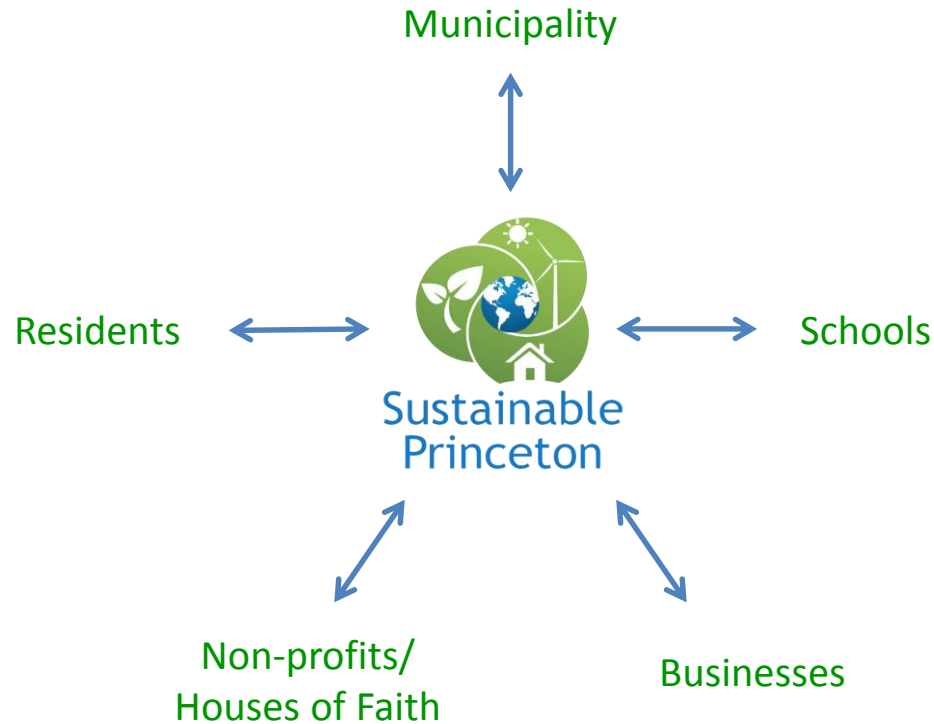 Municipality
Residents
Schools
Sustainable
Princeton
Non-profits/
Houses of Faith
Businesses